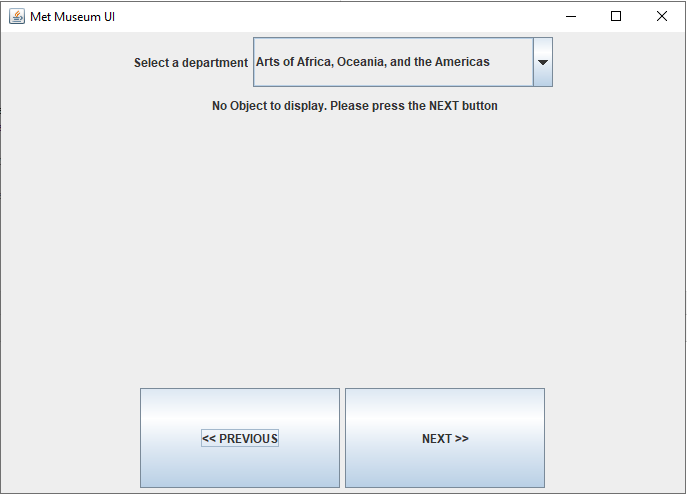 Met Museum UI
Select a department Arts of Africa, Oceania, and the Americas
No Object to display. Please press the NEXT button
<< PREVIOUS NEXT >>